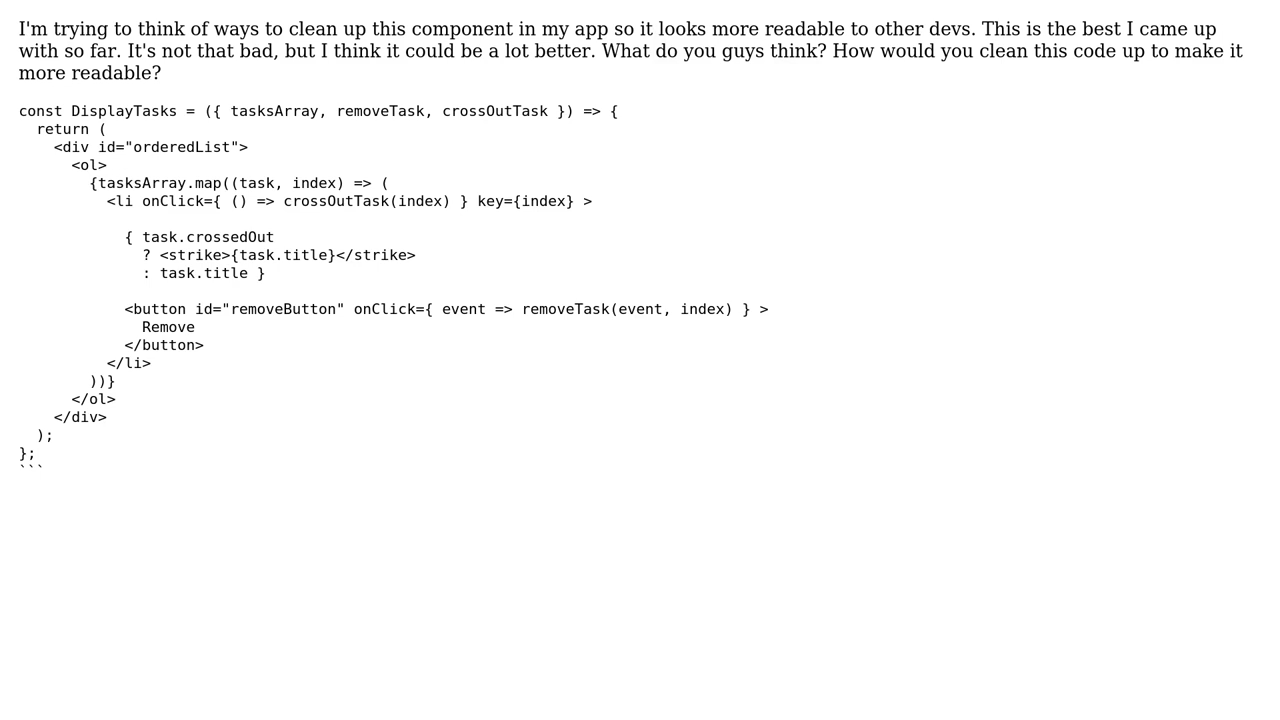 I'm trying to think of ways to clean up this component in my app so it looks more readable to other devs. This is the best I came up
with so far. It's not that bad, but I think it could be a lot better. What do you guys think? How would you clean this code up to make it
more readable?
const DisplayTasks = ({ tasksArray, removeTask, crossOutTask }) => {
  return (
    <div id="orderedList">
      <ol>
        {tasksArray.map((task, index) => (
          <li onClick={ () => crossOutTask(index) } key={index} >

            { task.crossedOut
              ? <strike>{task.title}</strike>
              : task.title }

            <button id="removeButton" onClick={ event => removeTask(event, index) } >
              Remove
            </button>
          </li>
        ))}
      </ol>
    </div>
  );
};
```